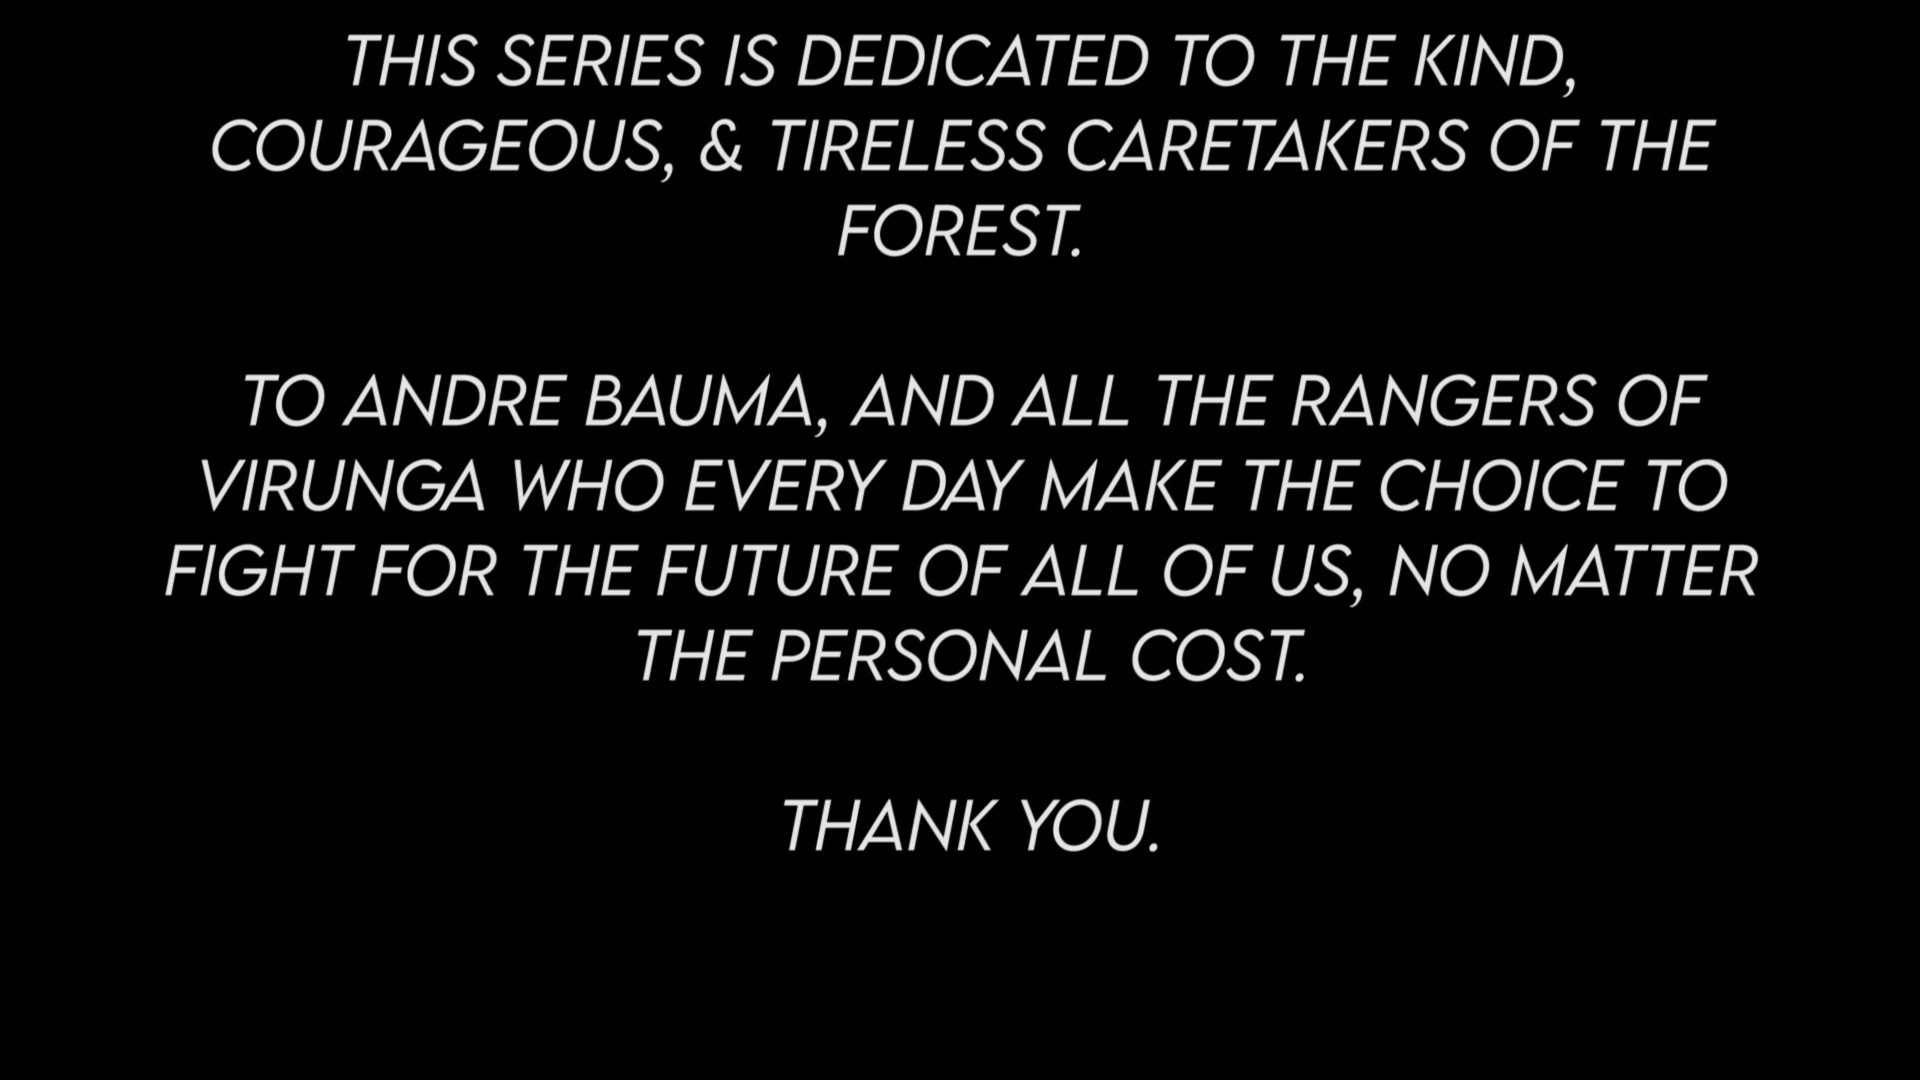 THIS SERIES IS DEDICATED TO THE KIND,
COURAGEOUS, & TIRELESS CARETAKERS OF THE
FOREST.
TO ANDRE BAUMA, AND ALL THE RANGERS OF
VIRUNGA WHO EVERY DAY MAKE THE CHOICE TO
FIGHT FOR THE FUTURE OF ALL OF US, NO MATTER
THE PERSONAL COST.
THANK YOU.